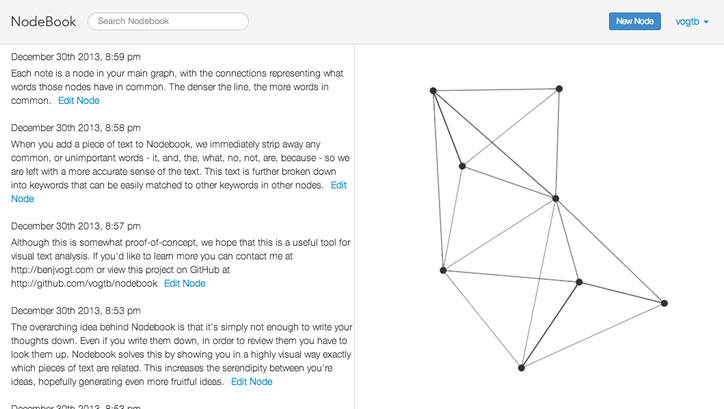 NodeBook
Search Nodebook
New Node
vogtb
December 30th 2013, 8:59 pm
Each note is a node in your main graph, with the connections representing what
words those nodes have in common. The denser the line, the more words in
common. Edit Node
December 30th 2013, 8:58 pm
When you add a piece of text to Nodebook, we immediately strip away any
common, or unimportant words - it, and, the, what, no, not, are, because - so we
are left with a more accurate sense of the text. This text is further broken down
into keywords that can be easily matched to other keywords in other nodes. Edit
Node
December 30th 2013, 8:57 pm
Although this is somewhat proof-of-concept, we hope that this is a useful tool for
visual text analysis. If you'd like to learn more you can contact me at
http://benjvogt.com or view this project on GitHub at
http://github.com/vogtb/nodebook Edit Node
December 30th 2013, 8:53 pm
The overarching idea behind Nodebook is that it's simply not enough to write your
thoughts down. Even if you write them down, in order to review them you have to
look them up. Nodebook solves this by showing you in a highly visual way exactly
which pieces of text are related. This increases the serendipity between you're
ideas, hopefully generating even more fruitful ideas. Edit Node
December 30th 2013, 8:53 pm